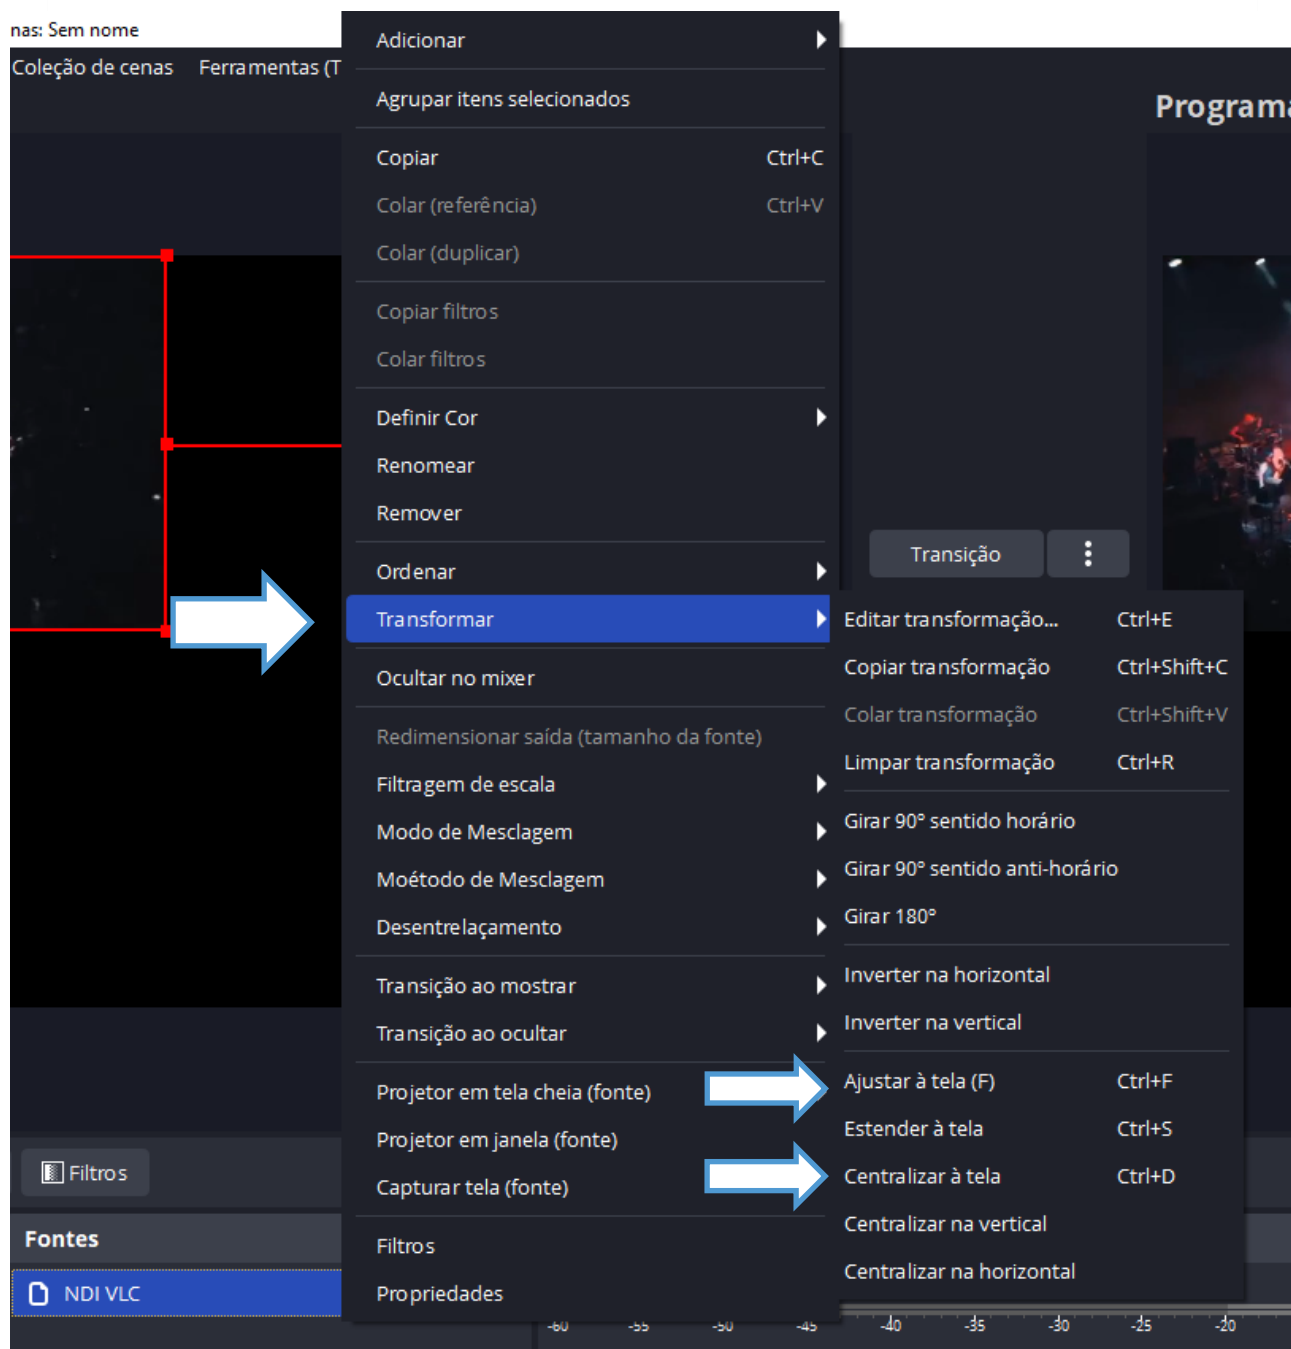 nas: Sem nome
Coleção de cenas Ferramentas (T
Programa
Adicionar
Agrupar itens selecionados
Copiar Ctrl+C
Colar (referência) Ctrl+V
Colar (duplicar)
Copiar filtros
Colar filtros
Definir Cor
Renomear
Remover
Ordenar
Transformar
Ocultar no mixer
Redimensionar saída (tamanho da fonte)
Filtragem de escala
Modo de Mesclagem
Moétodo de Mesclagem
Desentrelaçamento
Transição ao mostrar
Transição ao ocultar
Projetor em tela cheia (fonte)
Projetor em janela (fonte)
Capturar tela (fonte)
Filtros
Propriedades
Transição
Editar transformação... Ctrl+E
Copiar transformação Ctrl+Shift+C
Colar transformação Ctrl+Shift+V
Limpar transformação Ctrl+R
Girar 90º sentido horário
Girar 90º sentido anti-horário
Girar 180º
Inverter na horizontal
Inverter na vertical
Ajustar à tela (F) Ctrl+F
Estender à tela Ctrl+S
Centralizar à tela Ctrl+D
Centralizar na vertical
Centralizar na horizontal
Filtros
Fontes
NDI VLC
-60 -55 -50 -45 -40 -35 -30 -25 -20